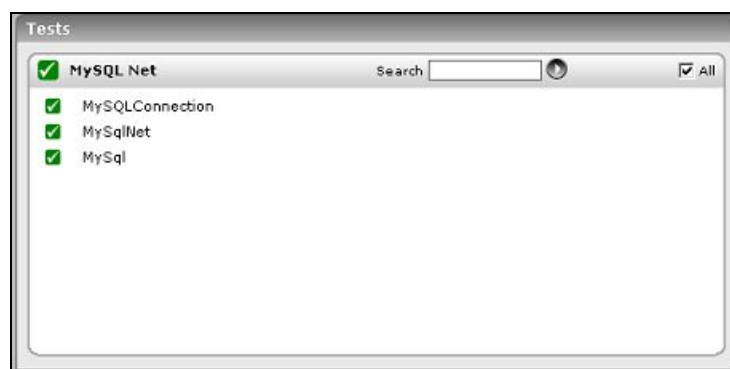 Tests
MySQL Net Search All
MySQLConnection
MySqlNet
MySql